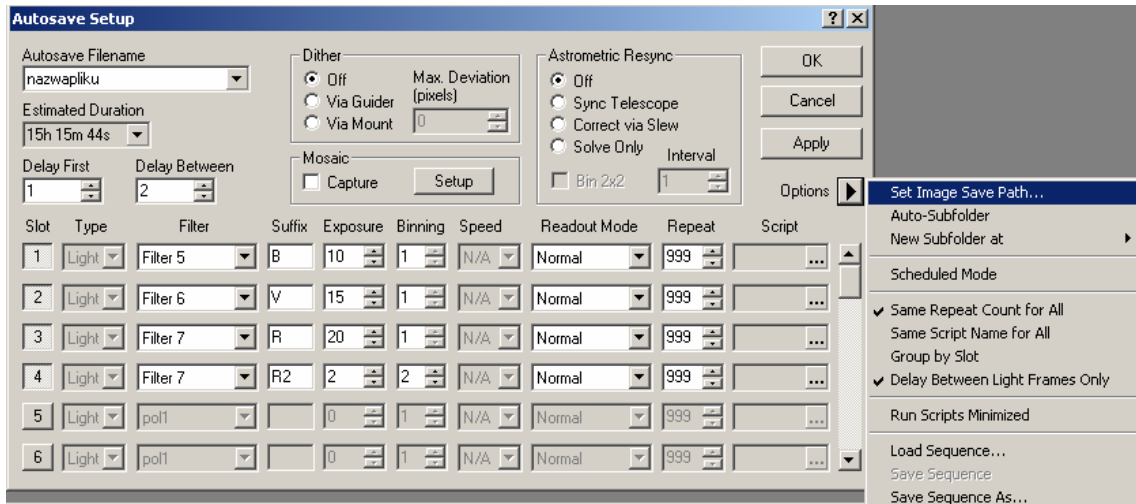 Autosave Setup
Autosave Filename
nazwapliku
Estimated Duration
15h 15m 44s
Delay First
Delay Between
1
2
Dither
Off
Via Guider
Via Mount
Max. Deviation
(pixels)
0
Mosaic
Capture
Setup
Astrometric Resync
Off
Sync Telescope
Correct via Slew
Solve Only
Interval
Bin 2x2
1
OK
Cancel
Apply
Options
Slot Type Filter Suffix Exposure Binning Speed Readout Mode Repeat Script
1 Light Filter 5 B 10 1 N/A Normal 999 ...
2 Light Filter 6 V 15 1 N/A Normal 999 ...
3 Light Filter 7 R 20 1 N/A Normal 999 ...
4 Light Filter 7 R2 2 2 N/A Normal 999 ...
5 Light pol1 0 1 N/A Normal 999 ...
6 Light pol1 0 1 N/A Normal 999 ...
Set Image Save Path...
Auto-Subfolder
New Subfolder at
Scheduled Mode
Same Repeat Count for All
Same Script Name for All
Group by Slot
Delay Between Light Frames Only
Run Scripts Minimized
Load Sequence...
Save Sequence
Save Sequence As...